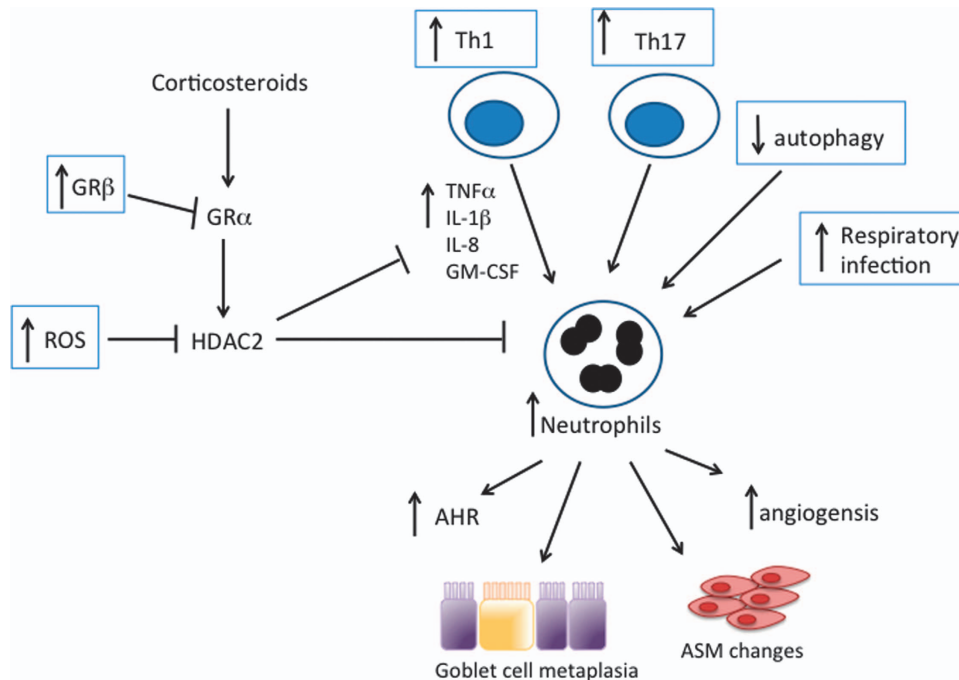 ↑ Th1
↑ Th17
Corticosteroids
↓ autophagy
↑ GRβ
GRα
↑ TNFα
IL-1β
IL-8
GM-CSF
↑ Respiratory
infection
↑ ROS
HDAC2
↑ Neutrophils
↑ AHR
↑ angiogensis
Goblet cell metaplasia
ASM changes